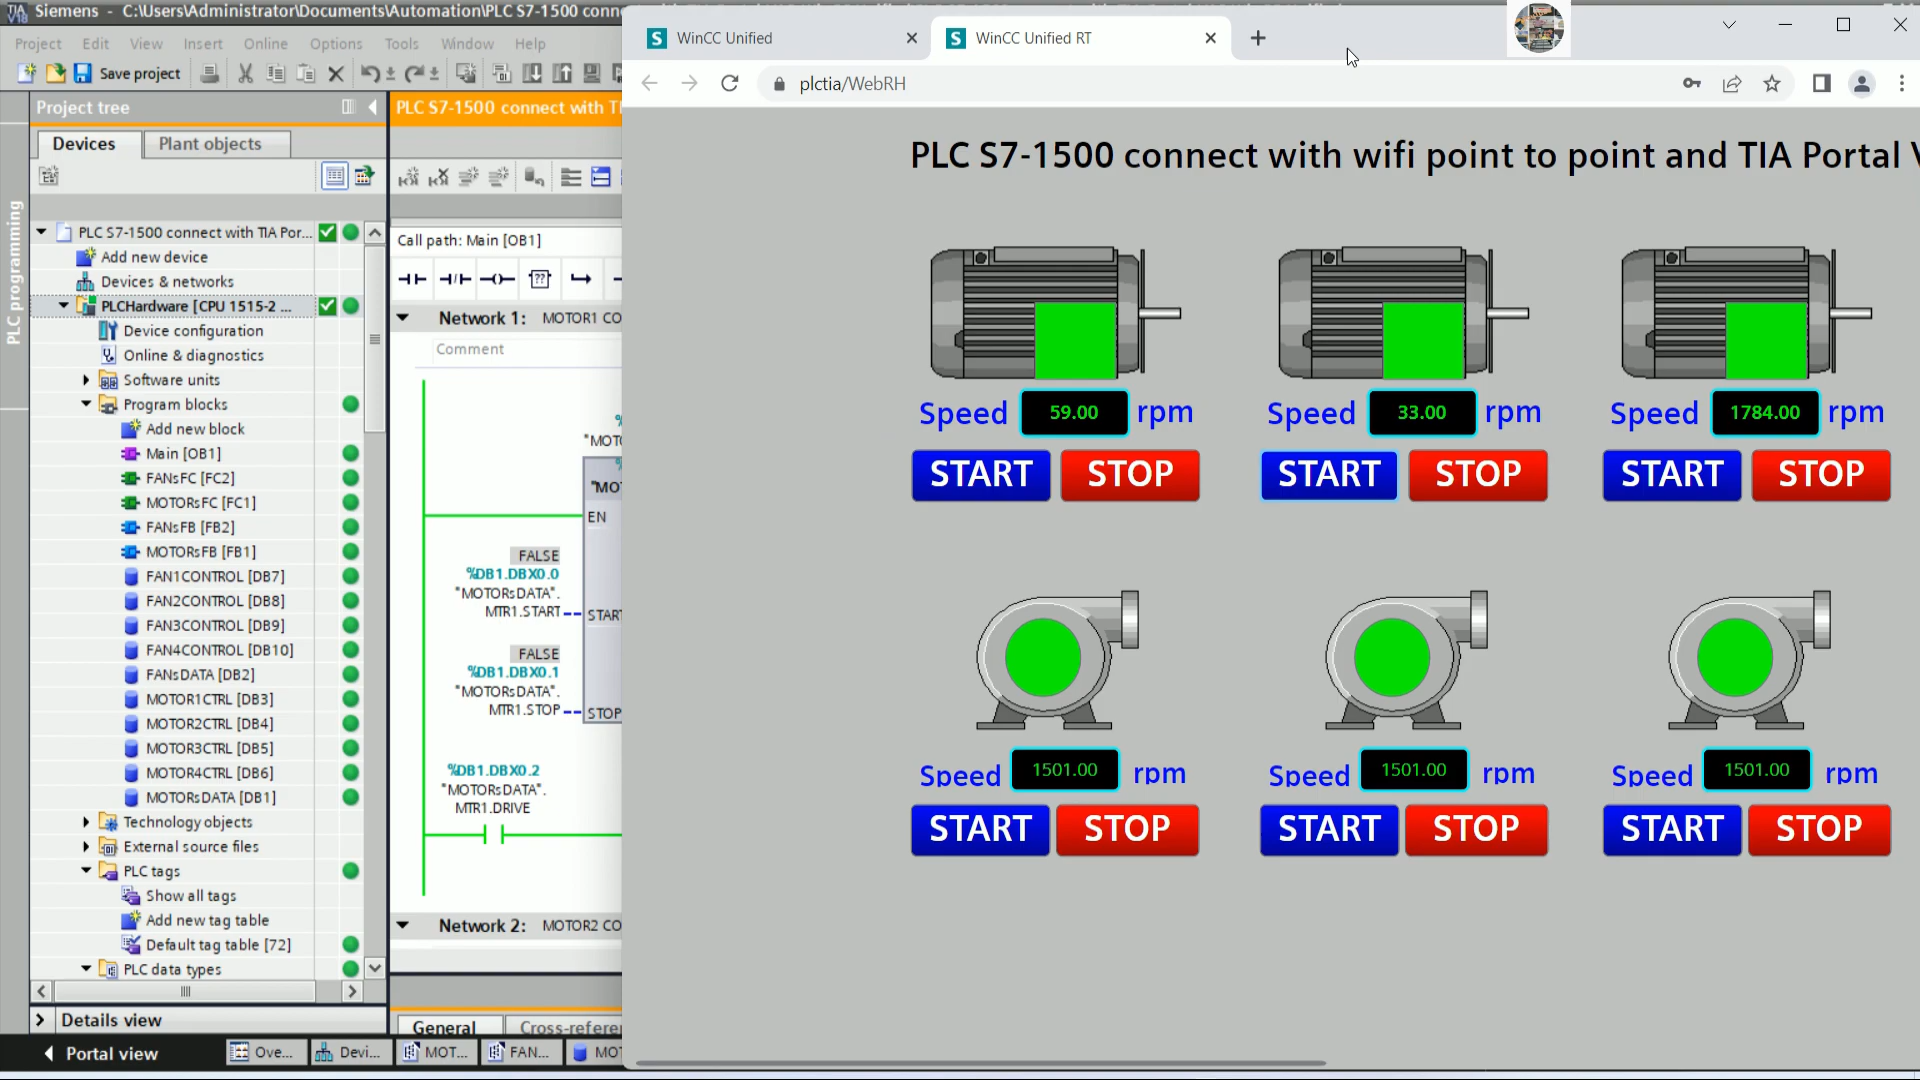 Siemens - C:\Users\Administrator\Documents\Automation\PLC S7-1500 conne
Project Edit View Insert Online Options Tools Window Help
Save project
Project tree
Devices
Plant objects
PLC programming
PLC S7-1500 connect with TIA Por...
Add new device
Devices & networks
PLCHardware [CPU 1515-2 ...
Device configuration
Online & diagnostics
Software units
Program blocks
Add new block
Main [OB1]
FANsFC [FC2]
MOTORsFC [FC1]
FANsFB [FB2]
MOTORsFB [FB1]
FAN1CONTROL [DB7]
FAN2CONTROL [DB8]
FAN3CONTROL [DB9]
FAN4CONTROL [DB10]
FANsDATA [DB2]
MOTOR1CTRL [DB3]
MOTOR2CTRL [DB4]
MOTOR3CTRL [DB5]
MOTOR4CTRL [DB6]
MOTORsDATA [DB1]
Technology objects
External source files
PLC tags
Show all tags
Add new tag table
Default tag table [72]
PLC data types
Details view
Portal view
Ove...
Devi...
MOT...
FAN...
MO
PLC S7-1500 connect with TI
Call path: Main [OB1]
??
Network 1: MOTOR1 CO
Comment
"MOT
"MO
EN
FALSE
%DB1.DBX0.0
"MOTORsDATA".
MTR1.START
START
FALSE
%DB1.DBX0.1
"MOTORsDATA".
MTR1.STOP
STOP
%DB1.DBX0.2
"MOTORsDATA".
MTR1.DRIVE
Network 2: MOTOR2 CO
General
Cross-refere
WinCC Unified
WinCC Unified RT
plctia/WebRH
PLC S7-1500 connect with wifi point to point and TIA Portal V
Speed 59.00 rpm
START STOP
Speed 33.00 rpm
START STOP
Speed 1784.00 rpm
START STOP
Speed 1501.00 rpm
START STOP
Speed 1501.00 rpm
START STOP
Speed 1501.00 rpm
START STOP